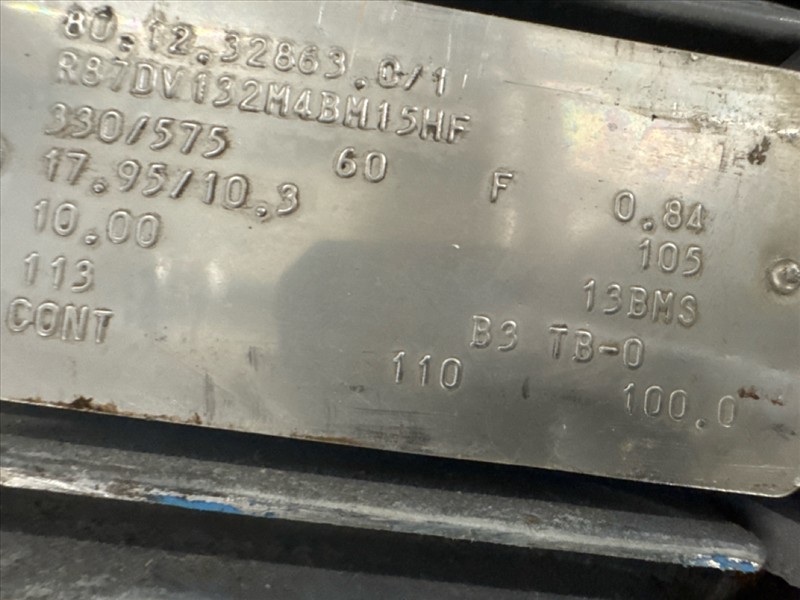 80.12.32863.0/1
R87DV132M4BM15HF
330/575 60 F 0.84
17.95/10.3 105
10.00 13BMS
113 B3 TB-0
CONT 110 100.0